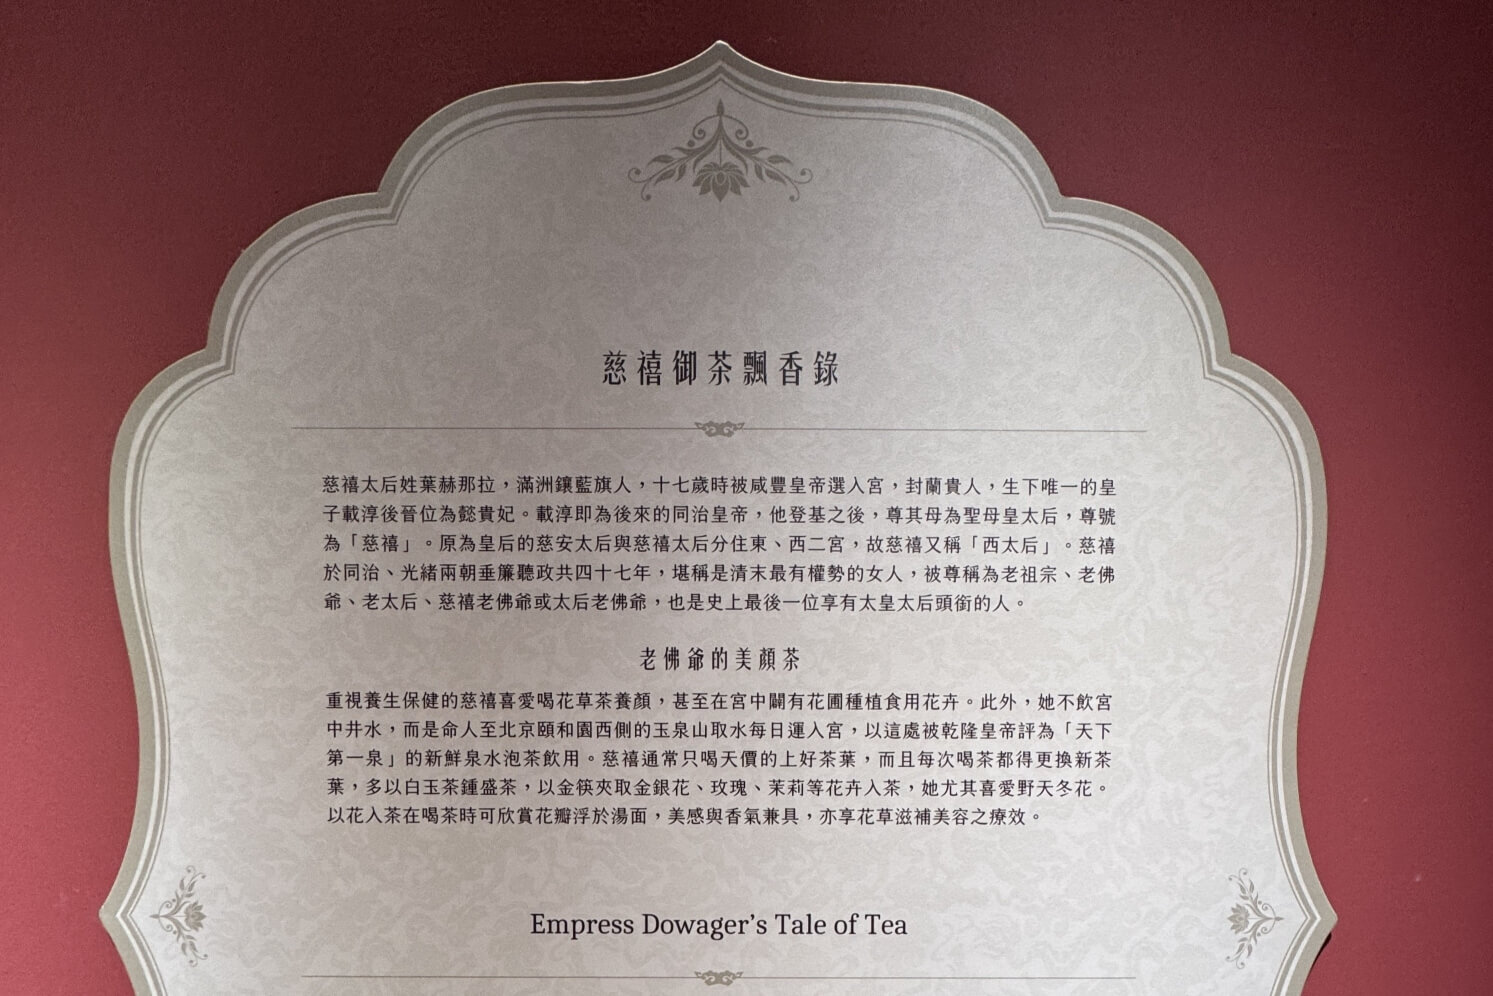 慈禧御茶飄香錄
慈禧太后姓葉赫那拉，滿洲鑲藍旗人，十七歲時被咸豐皇帝選入宮，封蘭貴人，生下唯一的皇
子載淳後晉位為懿貴妃。載淳即為後來的同治皇帝，他登基之後，尊其母為聖母皇太后，尊號
為「慈禧」。原為皇后的慈安太后與慈禧太后分住東、西二宮，故慈禧又稱「西太后」。慈禧
於同治、光緒兩朝垂簾聽政共四十七年，堪稱是清末最有權勢的女人，被尊稱為老祖宗、老佛
爺、老太后、慈禧老佛爺或太后老佛爺，也是史上最後一位享有太皇太后頭銜的人。
老佛爺的美顏茶
重視養生保健的慈禧喜愛喝花草茶養顏，甚至在宮中闢有花圃種植食用花卉。此外，她不飲宮
中井水，而是命人至北京頤和園西側的玉泉山取水每日運入宮，以這處被乾隆皇帝評為「天下
第一泉」的新鮮泉水泡茶飲用。慈禧通常只喝天價的上好茶葉，而且每次喝茶都得更換新茶
葉，多以白玉茶鍾盛茶，以金筷夾取金銀花、玫瑰、茉莉等花卉入茶，她尤其喜愛野天冬花。
以花入茶在喝茶時可欣賞花瓣浮於湯面，美感與香氣兼具，亦享花草滋補美容之療效。
Empress Dowager’s Tale of Tea